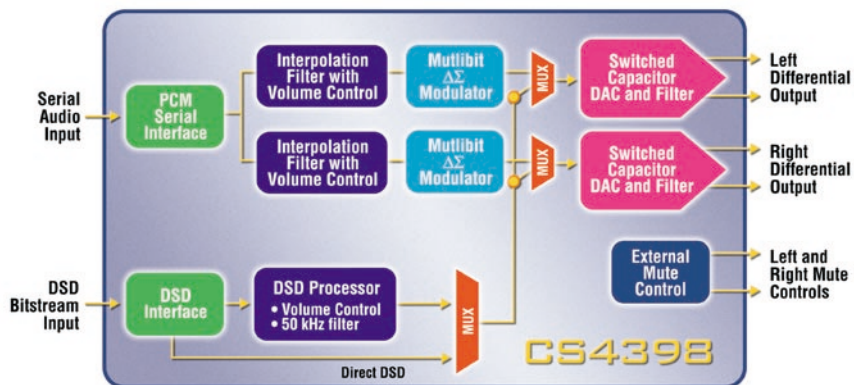 Serial
Audio
Input
PCM
Serial
Interface
Interpolation
Filter with
Volume Control
Mutlibit
ΔΣ
Modulator
MUX
Switched
Capacitor
DAC and Filter
Left
Differential
Output
Interpolation
Filter with
Volume Control
Mutlibit
ΔΣ
Modulator
MUX
Switched
Capacitor
DAC and Filter
Right
Differential
Output
DSD
Bitstream
Input
DSD
Interface
DSD Processor
• Volume Control
• 50 kHz filter
MUX
Direct DSD
External
Mute
Control
Left and
Right Mute
Controls
CS4398